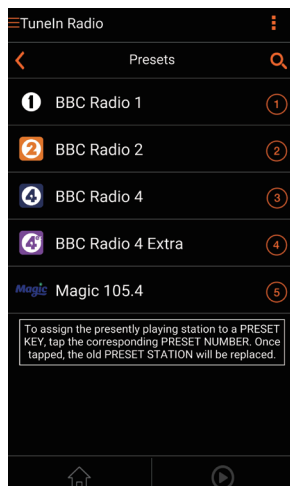 TuneIn Radio
Presets
1 BBC Radio 1 1
2 BBC Radio 2 2
4 BBC Radio 4 3
4 BBC Radio 4 Extra 4
Magic Magic 105.4 5
To assign the presently playing station to a PRESET
KEY, tap the corresponding PRESET NUMBER. Once
tapped, the old PRESET STATION will be replaced.